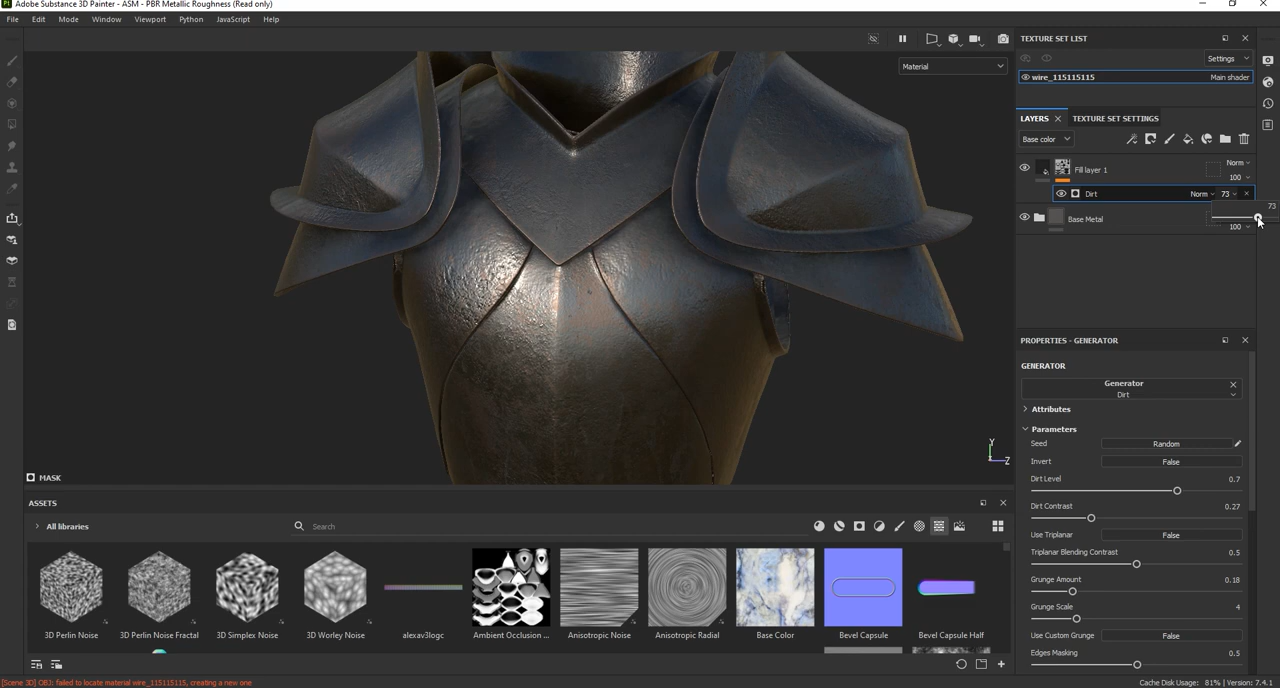 Adobe Substance 3D Painter - ASM - PBR Metallic Roughness (Read only)
File Edit Mode Window Viewport Python JavaScript Help
Material
TEXTURE SET LIST
Settings
wire_115115115 Main shader
LAYERS TEXTURE SET SETTINGS
Base color
Fill layer 1 Norm
100
Dirt Norm 73
73
Base Metal
100
PROPERTIES - GENERATOR
GENERATOR
Generator
Dirt
Attributes
Parameters
Seed Random
Invert False
Dirt Level 0.7
Dirt Contrast 0.27
Use Triplanar False
Triplanar Blending Contrast 0.5
Grunge Amount 0.18
Grunge Scale 4
Use Custom Grunge False
Edges Masking 0.5
Y
Z
MASK
ASSETS
All libraries Search
3D Perlin Noise 3D Perlin Noise Fractal 3D Simplex Noise 3D Worley Noise alexav3logc Ambient Occlusion ... Anisotropic Noise Anisotropic Radial Base Color Bevel Capsule Bevel Capsule Half
[Scene 3D] OBJ: failed to locate material wire_115115115, creating a new one
Cache Disk Usage: 81% | Version: 7.4.1